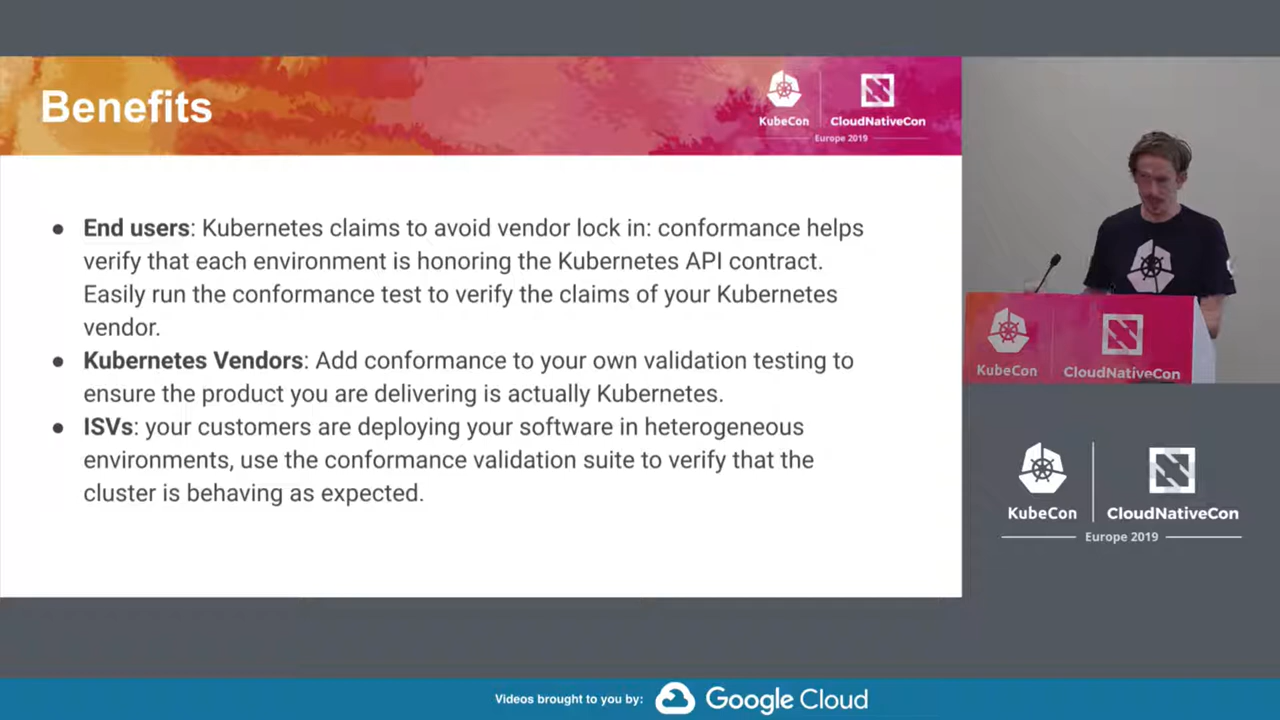 Benefits
KubeCon
CloudNativeCon
Europe 2019
● End users: Kubernetes claims to avoid vendor lock in: conformance helps
verify that each environment is honoring the Kubernetes API contract.
Easily run the conformance test to verify the claims of your Kubernetes
vendor.
● Kubernetes Vendors: Add conformance to your own validation testing to
ensure the product you are delivering is actually Kubernetes.
● ISVs: your customers are deploying your software in heterogeneous
environments, use the conformance validation suite to verify that the
cluster is behaving as expected.
KubeCon
CloudNativeCon
KubeCon
CloudNativeCon
Europe 2019
Videos brought to you by:
Google Cloud